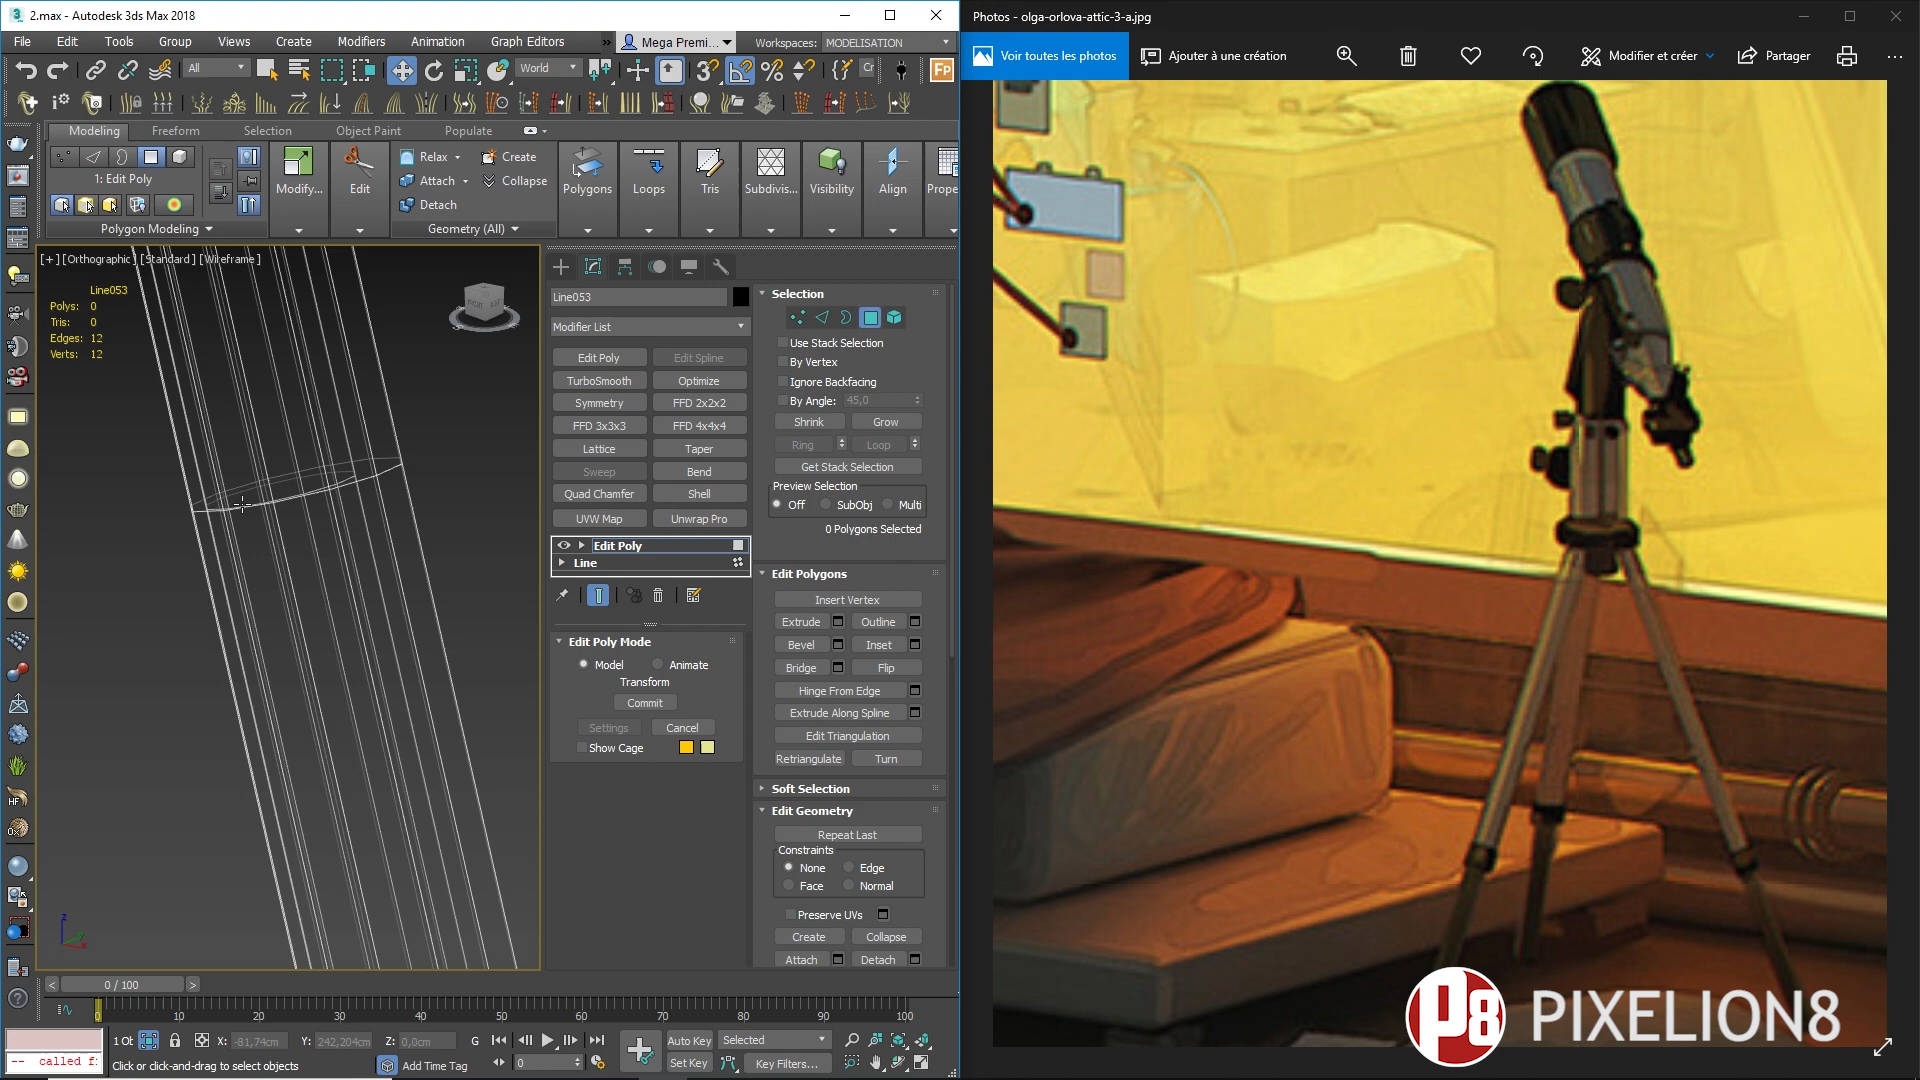 2.max - Autodesk 3ds Max 2018
File Edit Tools Group Views Create Modifiers Animation Graph Editors » Mega Premi... Workspaces: MODELISATION
All World Cr Fp
Modeling Freeform Selection Object Paint Populate
1: Edit Poly
Polygon Modeling
Modify... Edit
Relax Create
Attach Collapse
Detach
Geometry (All)
Polygons Loops Tris Subdivis... Visibility Align Prope
[+] [Orthographic] [Standard] [Wireframe]
Line053
Polys: 0
Tris: 0
Edges: 12
Verts: 12
Line053
Modifier List
Edit Poly Edit Spline
TurboSmooth Optimize
Symmetry FFD 2x2x2
FFD 3x3x3 FFD 4x4x4
Lattice Taper
Sweep Bend
Quad Chamfer Shell
UVW Map Unwrap Pro
Edit Poly
Line
Edit Poly Mode
Model Animate
Transform
Commit
Settings Cancel
Show Cage
Selection
Use Stack Selection
By Vertex
Ignore Backfacing
By Angle: 45,0
Shrink Grow
Ring Loop
Get Stack Selection
Preview Selection
Off SubObj Multi
0 Polygons Selected
Edit Polygons
Insert Vertex
Extrude Outline
Bevel Inset
Bridge Flip
Hinge From Edge
Extrude Along Spline
Edit Triangulation
Retriangulate Turn
Soft Selection
Edit Geometry
Repeat Last
Constraints
None Edge
Face Normal
Preserve UVs
Create Collapse
Attach Detach
< 0 / 100 >
0 10 20 30 40 50 60 70 80 90 100
-- called f:
1 Ob X: -81,74cm Y: 242,204cm Z: 0,0cm G
Click or click-and-drag to select objects
Add Time Tag
0
Auto Key Selected
Set Key Key Filters...
Photos - olga-orlova-attic-3-a.jpg
Voir toutes les photos Ajouter à une création Modifier et créer Partager
P8 PIXELION8